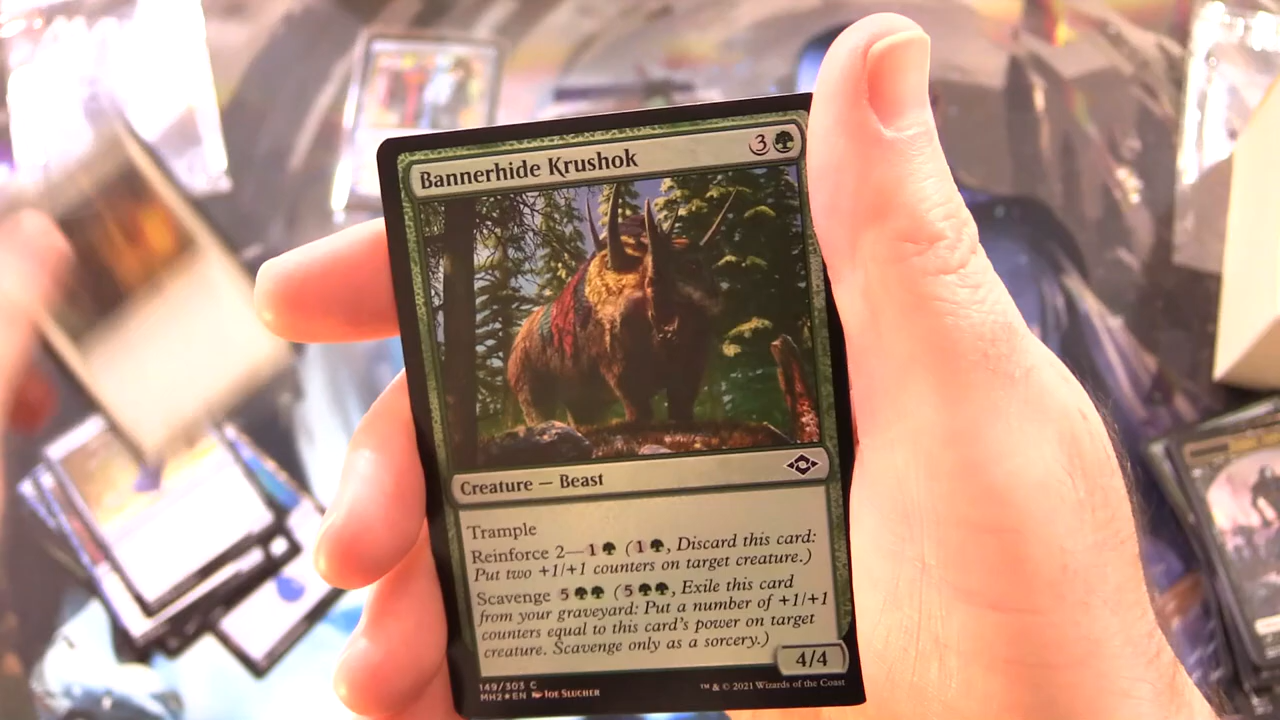 Bannerhide Krushok 3
Creature — Beast
Trample
Reinforce 2—1 (1, Discard this card:
Put two +1/+1 counters on target creature.)
Scavenge 5 (5, Exile this card
from your graveyard: Put a number of +1/+1
counters equal to this card's power on target
creature. Scavenge only as a sorcery.)
4/4
149/303 C
MH2★EN Joe Slucher
™ & © 2021 Wizards of the Coast